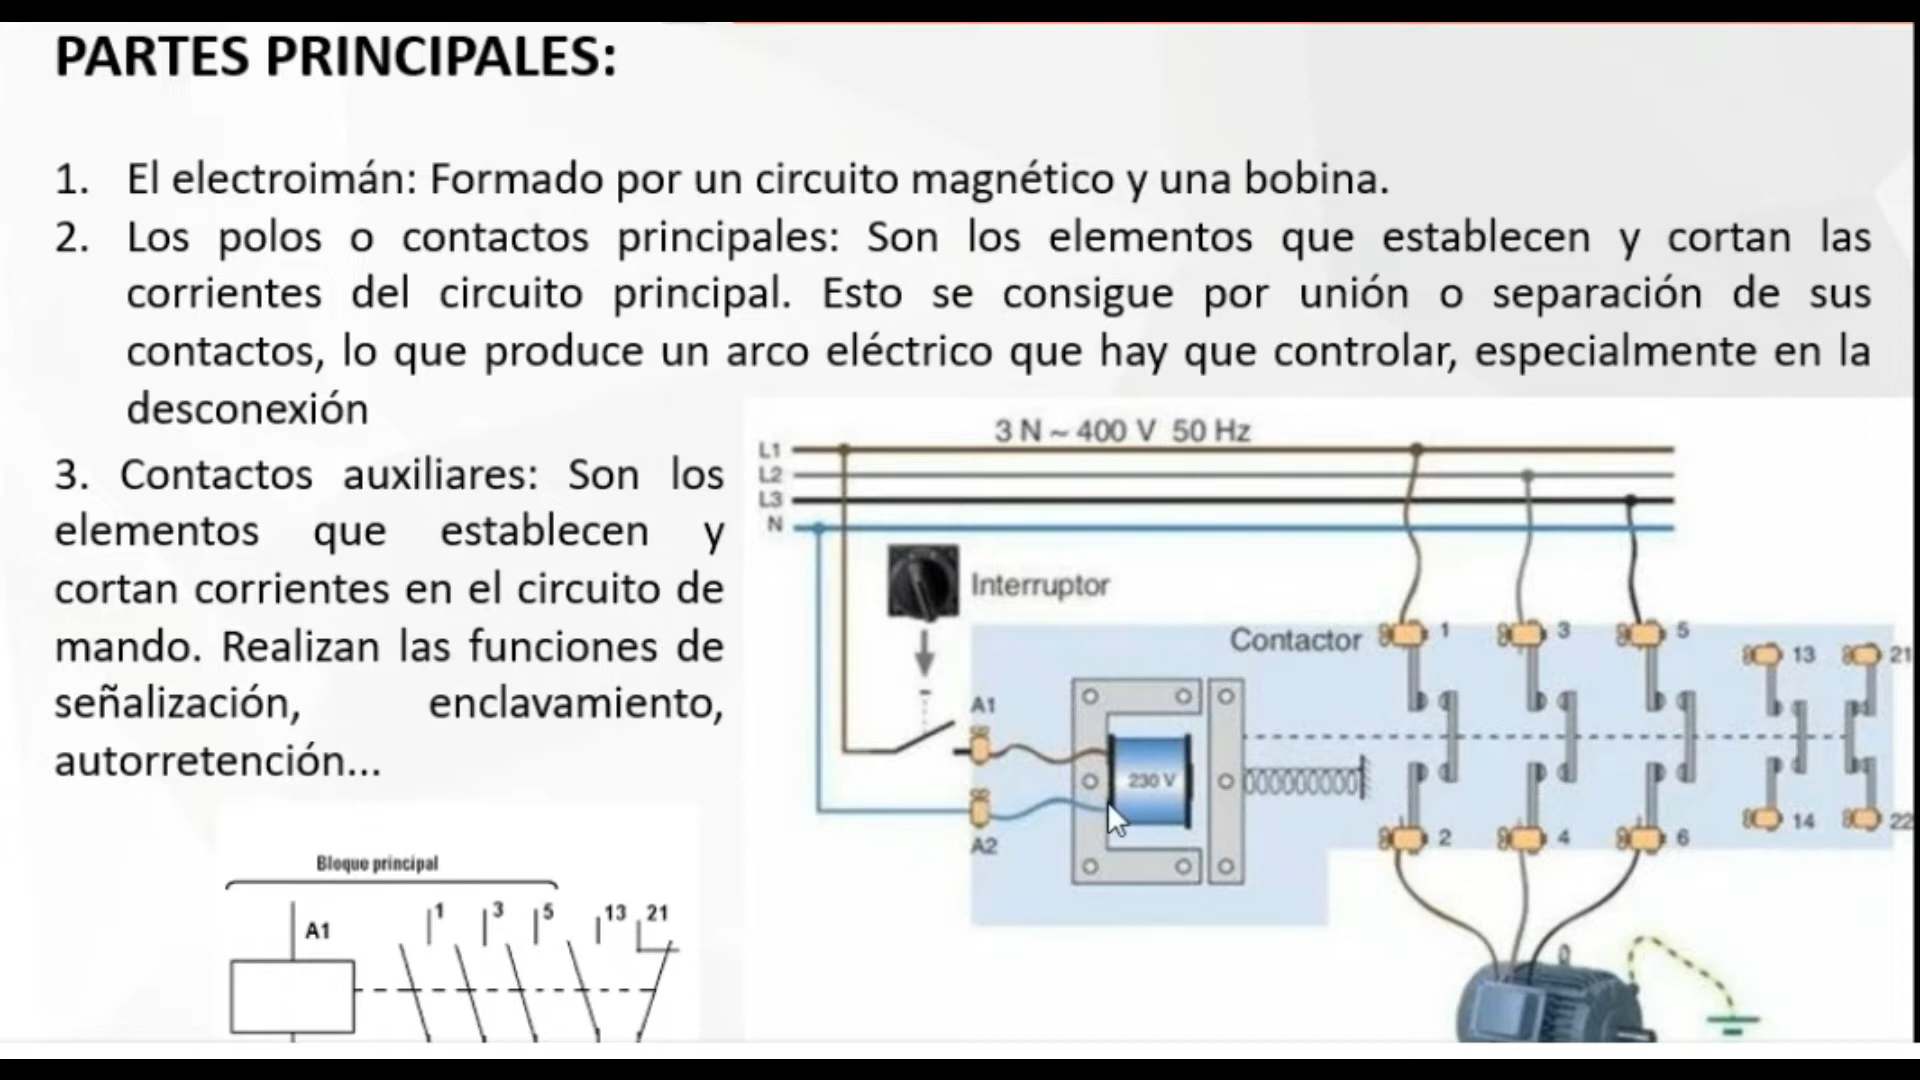 PARTES PRINCIPALES:
1. El electroimán: Formado por un circuito magnético y una bobina.
2. Los polos o contactos principales: Son los elementos que establecen y cortan las
corrientes del circuito principal. Esto se consigue por unión o separación de sus
contactos, lo que produce un arco eléctrico que hay que controlar, especialmente en la
desconexión
3. Contactos auxiliares: Son los
elementos que establecen y
cortan corrientes en el circuito de
mando. Realizan las funciones de
señalización, enclavamiento,
autorretención...
3 N ~ 400 V 50 Hz
L1
L2
L3
N
Interruptor
Contactor
1
3
5
13
21
A1
230 V
A2
2
4
6
14
22
Bloque principal
A1
1
3
5
13
21